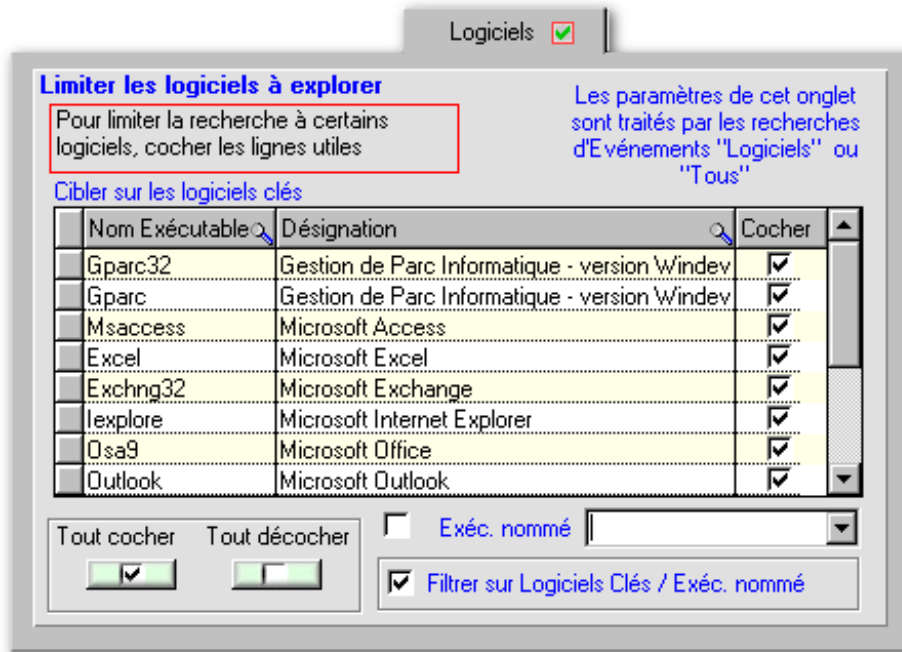 Logiciels
Limiter les logiciels à explorer
Pour limiter la recherche à certains
logiciels, cocher les lignes utiles
Les paramètres de cet onglet
sont traités par les recherches
d'Evénements "Logiciels" ou
"Tous"
Cibler sur les logiciels clés
Nom Exécutable Désignation Cocher
Gparc32 Gestion de Parc Informatique - version Windev
Gparc Gestion de Parc Informatique - version Windev
Msaccess Microsoft Access
Excel Microsoft Excel
Exchng32 Microsoft Exchange
Iexplore Microsoft Internet Explorer
Osa9 Microsoft Office
Outlook Microsoft Outlook
Tout cocher Tout décocher
Exéc. nommé
Filtrer sur Logiciels Clés / Exéc. nommé